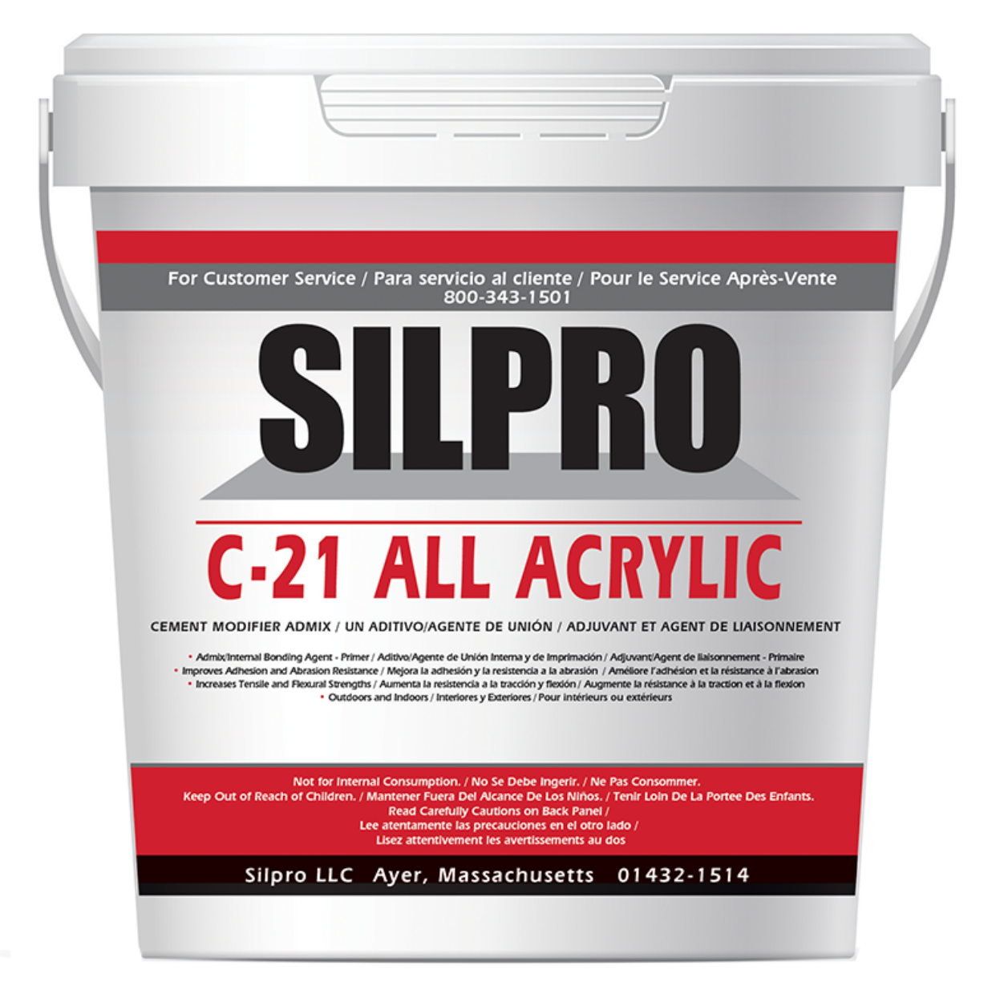 For Customer Service / Para servicio al cliente / Pour le Service Après-Vente
800-343-1501
SILPRO
C-21 ALL ACRYLIC
CEMENT MODIFIER ADMIX / UN ADITIVO/AGENTE DE UNIÓN / ADJUVANT ET AGENT DE LIAISONNEMENT
• Admix/Internal Bonding Agent - Primer / Aditivo/Agente de Unión Interna y de Imprimación / Adjuvant/Agent de liaisonnement - Primaire
• Improves Adhesion and Abrasion Resistance / Mejora la adhesión y la resistencia a la abrasión / Améliore l'adhésion et la résistance à l'abrasion
• Increases Tensile and Flexural Strengths / Aumenta la resistencia a la tracción y flexión / Augmente la résistance à la traction et à la flexion
• Outdoors and Indoors / Interiores y Exteriores / Pour intérieurs ou extérieurs
Not for Internal Consumption. / No Se Debe Ingerir. / Ne Pas Consommer.
Keep Out of Reach of Children. / Mantener Fuera Del Alcance De Los Niños. / Tenir Loin De La Portee Des Enfants.
Read Carefully Cautions on Back Panel /
Lee atentamente las precauciones en el otro lado /
Lisez attentivement les avertissements au dos
Silpro LLC Ayer, Massachusetts 01432-1514